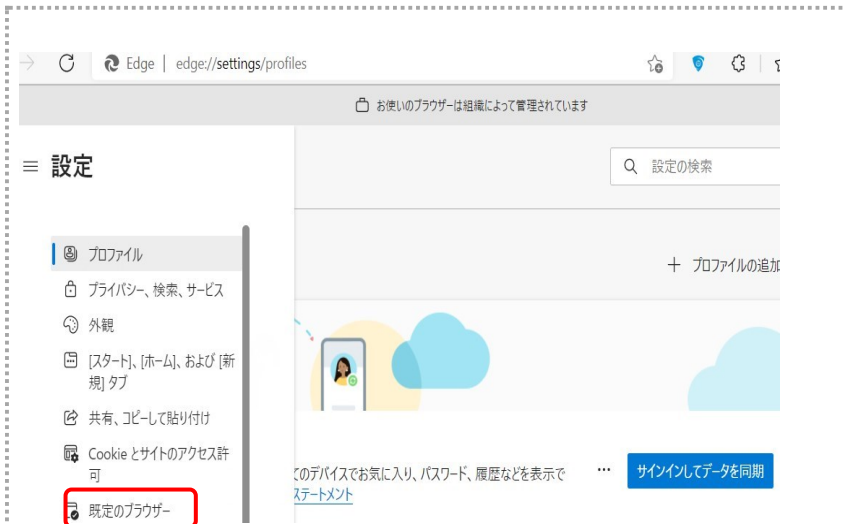 Edge | edge://settings/profiles
お使いのブラウザーは組織によって管理されています
設定
設定の検索
プロファイル
プライバシー、検索、サービス
外観
[スタート]、[ホーム]、および [新
規] タブ
共有、コピーして貼り付け
Cookie とサイトのアクセス許
可
既定のブラウザー
プロファイルの追加
てのデバイスでお気に入り、パスワード、履歴などを表示で
ステートメント
サインインしてデータを同期